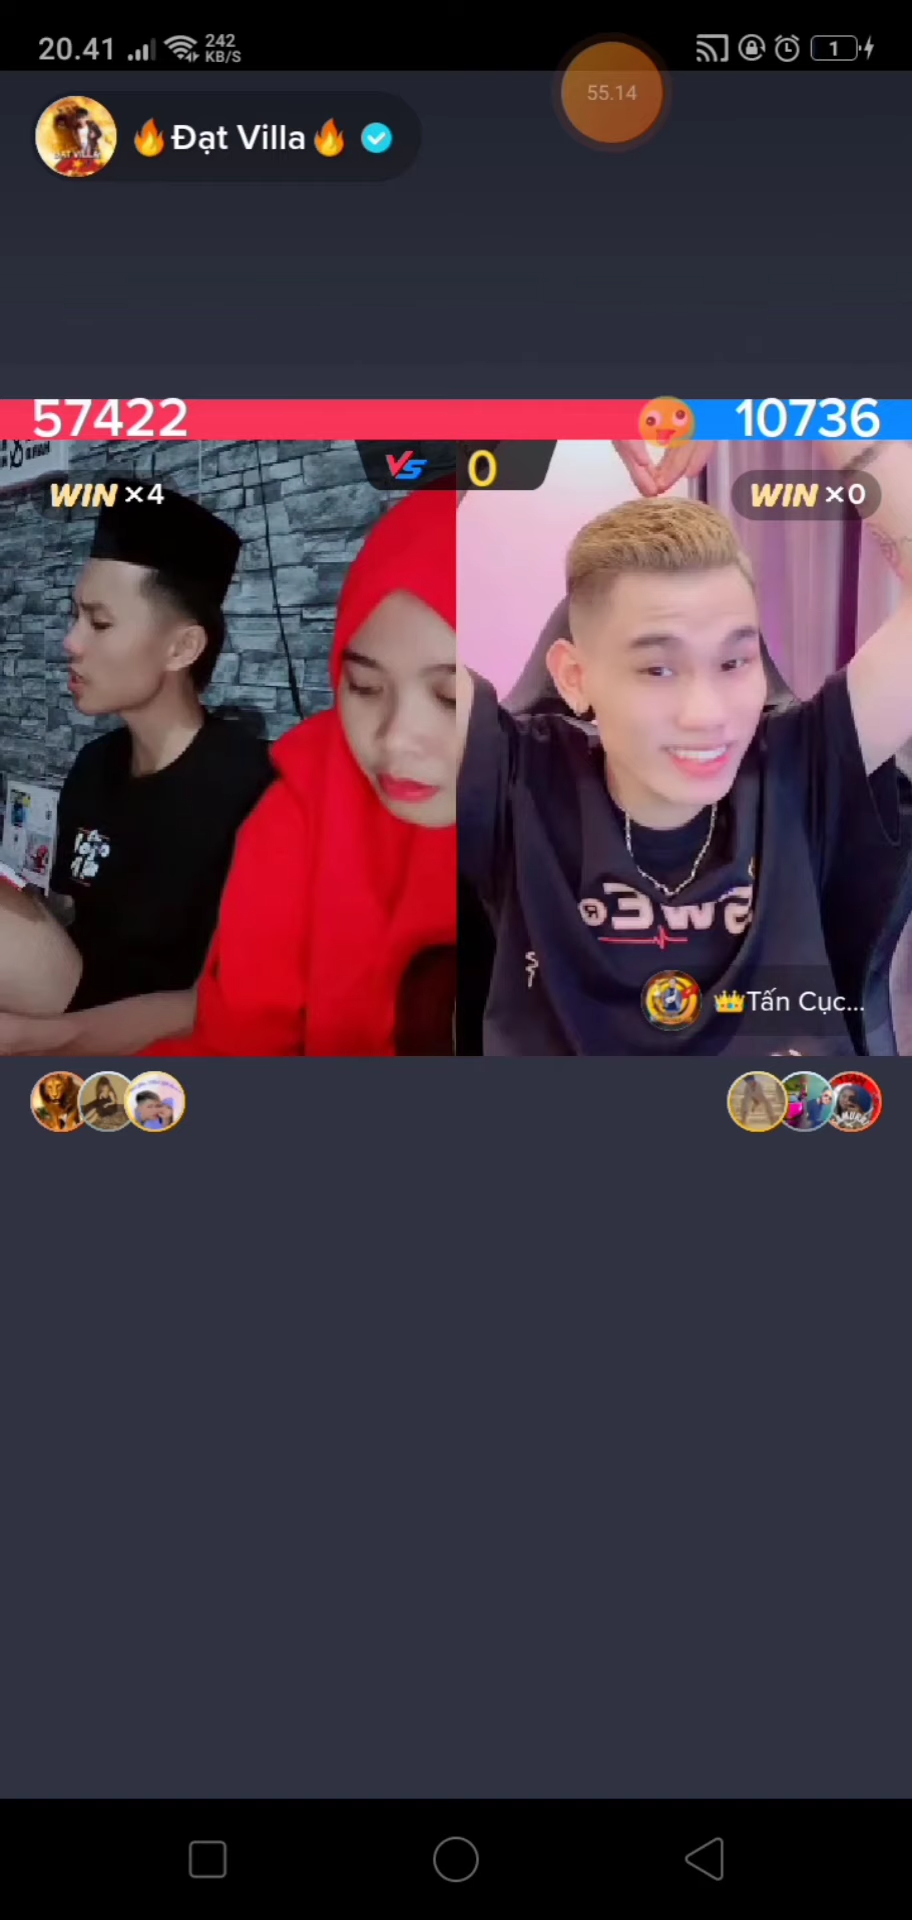 20.41
242
KB/S
1
55.14
🔥Đạt Villa🔥
57422
10736
VS
0
WIN ×4
WIN ×0
👑Tấn Cục...